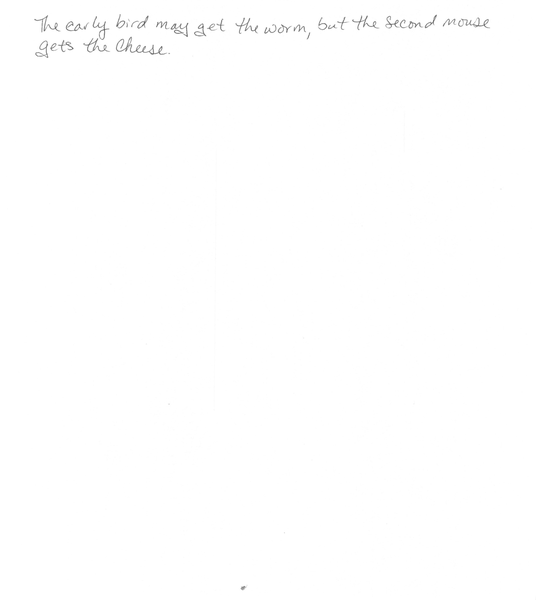 The early bird may get the worm, but the second mouse
gets the cheese.